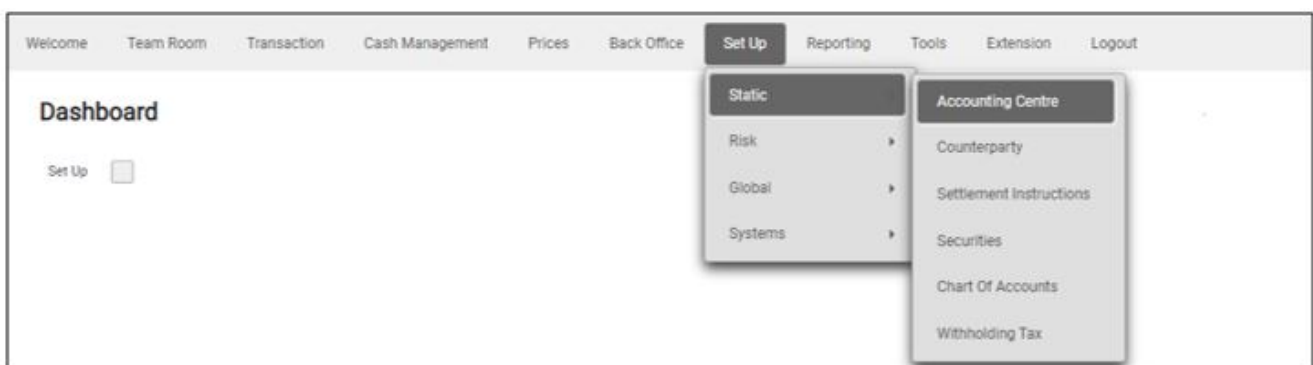 Welcome Team Room Transaction Cash Management Prices Back Office Set Up Reporting Tools Extension Logout
Dashboard
Set Up
Static
Risk
Global
Systems
Accounting Centre
Counterparty
Settlement Instructions
Securities
Chart Of Accounts
Withholding Tax